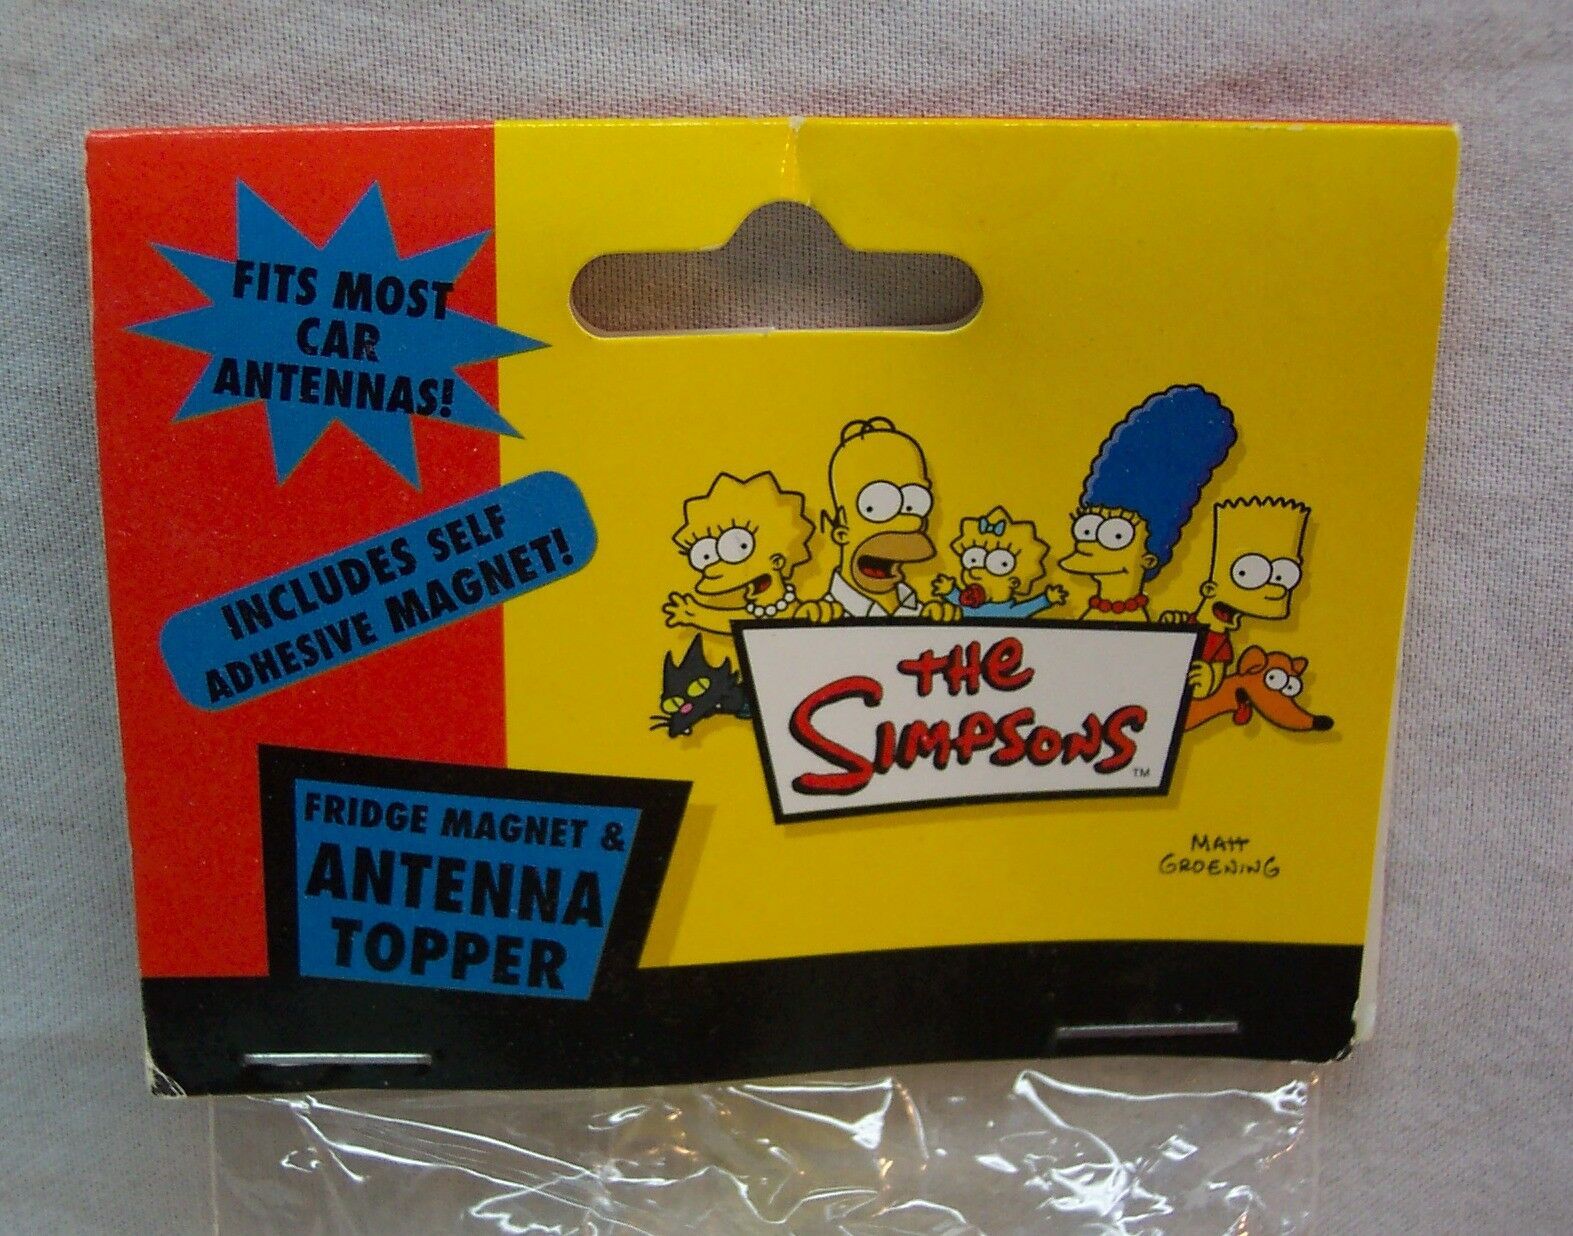 FITS MOST
CAR
ANTENNAS!
INCLUDES SELF
ADHESIVE MAGNET!
THE
SIMPSONS
TM
MATT
GROENING
FRIDGE MAGNET &
ANTENNA
TOPPER